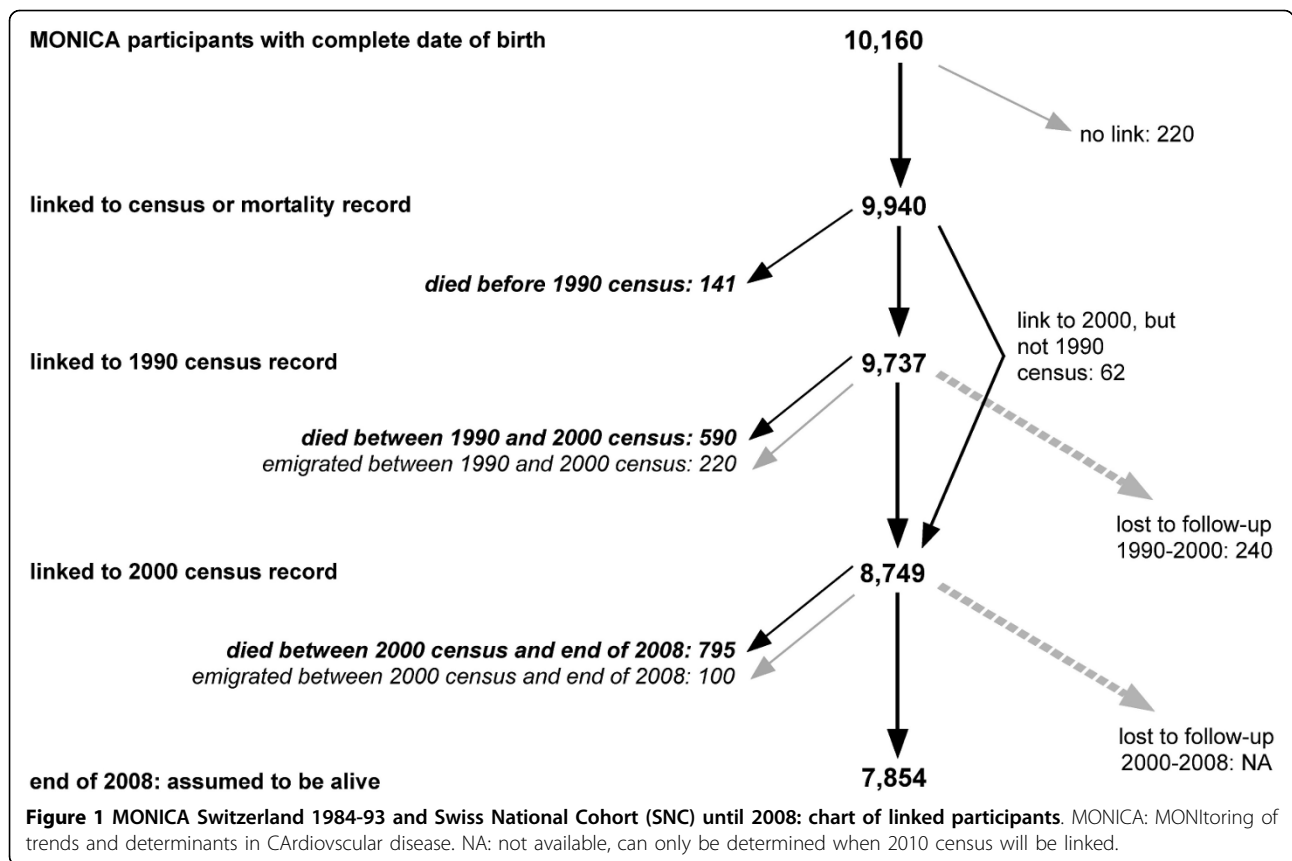 MONICA participants with complete date of birth
10,160
no link: 220
linked to census or mortality record
9,940
died before 1990 census: 141
link to 2000, but
not 1990
census: 62
linked to 1990 census record
9,737
died between 1990 and 2000 census: 590
emigrated between 1990 and 2000 census: 220
lost to follow-up
1990-2000: 240
linked to 2000 census record
8,749
died between 2000 census and end of 2008: 795
emigrated between 2000 census and end of 2008: 100
lost to follow-up
2000-2008: NA
end of 2008: assumed to be alive
7,854
Figure 1 MONICA Switzerland 1984-93 and Swiss National Cohort (SNC) until 2008: chart of linked participants. MONICA: MONItoring of
trends and determinants in CArdiovscular disease. NA: not available, can only be determined when 2010 census will be linked.